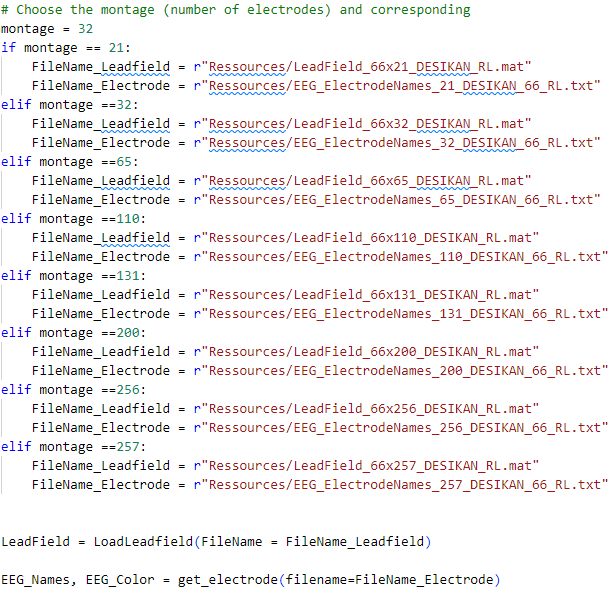 # Choose the montage (number of electrodes) and corresponding
montage = 32
if montage == 21:
    FileName_Leadfield = r"Ressources/LeadField_66x21_DESIKAN_RL.mat"
    FileName_Electrode = r"Ressources/EEG_ElectrodeNames_21_DESIKAN_66_RL.txt"
elif montage ==32:
    FileName_Leadfield = r"Ressources/LeadField_66x32_DESIKAN_RL.mat"
    FileName_Electrode = r"Ressources/EEG_ElectrodeNames_32_DESIKAN_66_RL.txt"
elif montage ==65:
    FileName_Leadfield = r"Ressources/LeadField_66x65_DESIKAN_RL.mat"
    FileName_Electrode = r"Ressources/EEG_ElectrodeNames_65_DESIKAN_66_RL.txt"
elif montage ==110:
    FileName_Leadfield = r"Ressources/LeadField_66x110_DESIKAN_RL.mat"
    FileName_Electrode = r"Ressources/EEG_ElectrodeNames_110_DESIKAN_66_RL.txt"
elif montage ==131:
    FileName_Leadfield = r"Ressources/LeadField_66x131_DESIKAN_RL.mat"
    FileName_Electrode = r"Ressources/EEG_ElectrodeNames_131_DESIKAN_66_RL.txt"
elif montage ==200:
    FileName_Leadfield = r"Ressources/LeadField_66x200_DESIKAN_RL.mat"
    FileName_Electrode = r"Ressources/EEG_ElectrodeNames_200_DESIKAN_66_RL.txt"
elif montage ==256:
    FileName_Leadfield = r"Ressources/LeadField_66x256_DESIKAN_RL.mat"
    FileName_Electrode = r"Ressources/EEG_ElectrodeNames_256_DESIKAN_66_RL.txt"
elif montage ==257:
    FileName_Leadfield = r"Ressources/LeadField_66x257_DESIKAN_RL.mat"
    FileName_Electrode = r"Ressources/EEG_ElectrodeNames_257_DESIKAN_66_RL.txt"
LeadField = LoadLeadfield(FileName = FileName_Leadfield)
EEG_Names, EEG_Color = get_electrode(filename=FileName_Electrode)